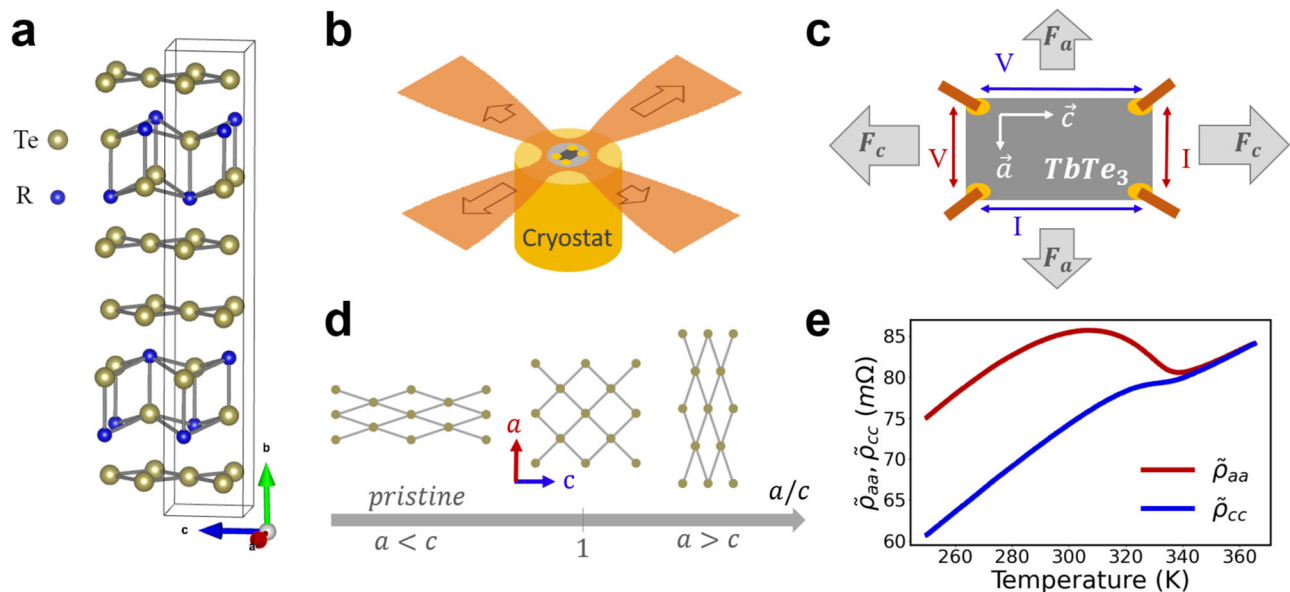 a
Te
R
b
c
a
b
Cryostat
c
F_a
V
F_c
V
c⃗
a⃗
TbTe₃
I
F_c
I
F_a
d
a
c
pristine
a/c
a < c
1
a > c
e
ρ̃_aa, ρ̃_cc (mΩ)
85
80
75
70
65
60
ρ̃_aa
ρ̃_cc
260 280 300 320 340 360
Temperature (K)